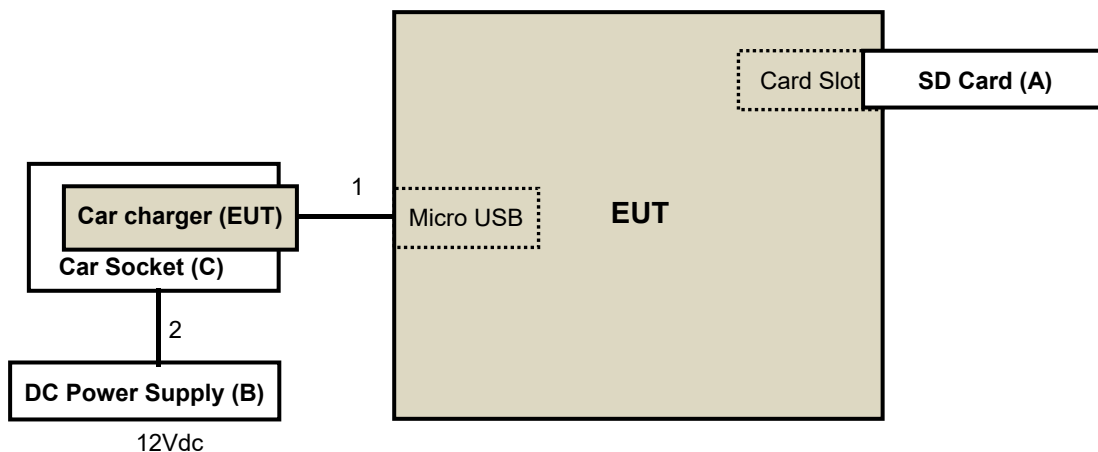 Card Slot
SD Card (A)
1
Car charger (EUT)
Micro USB
EUT
Car Socket (C)
2
DC Power Supply (B)
12Vdc